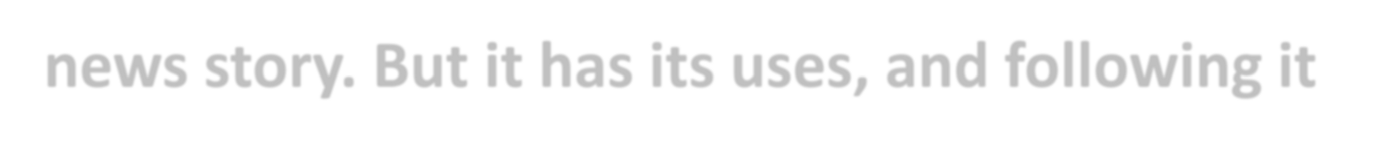 news story. But it has its uses, and following it